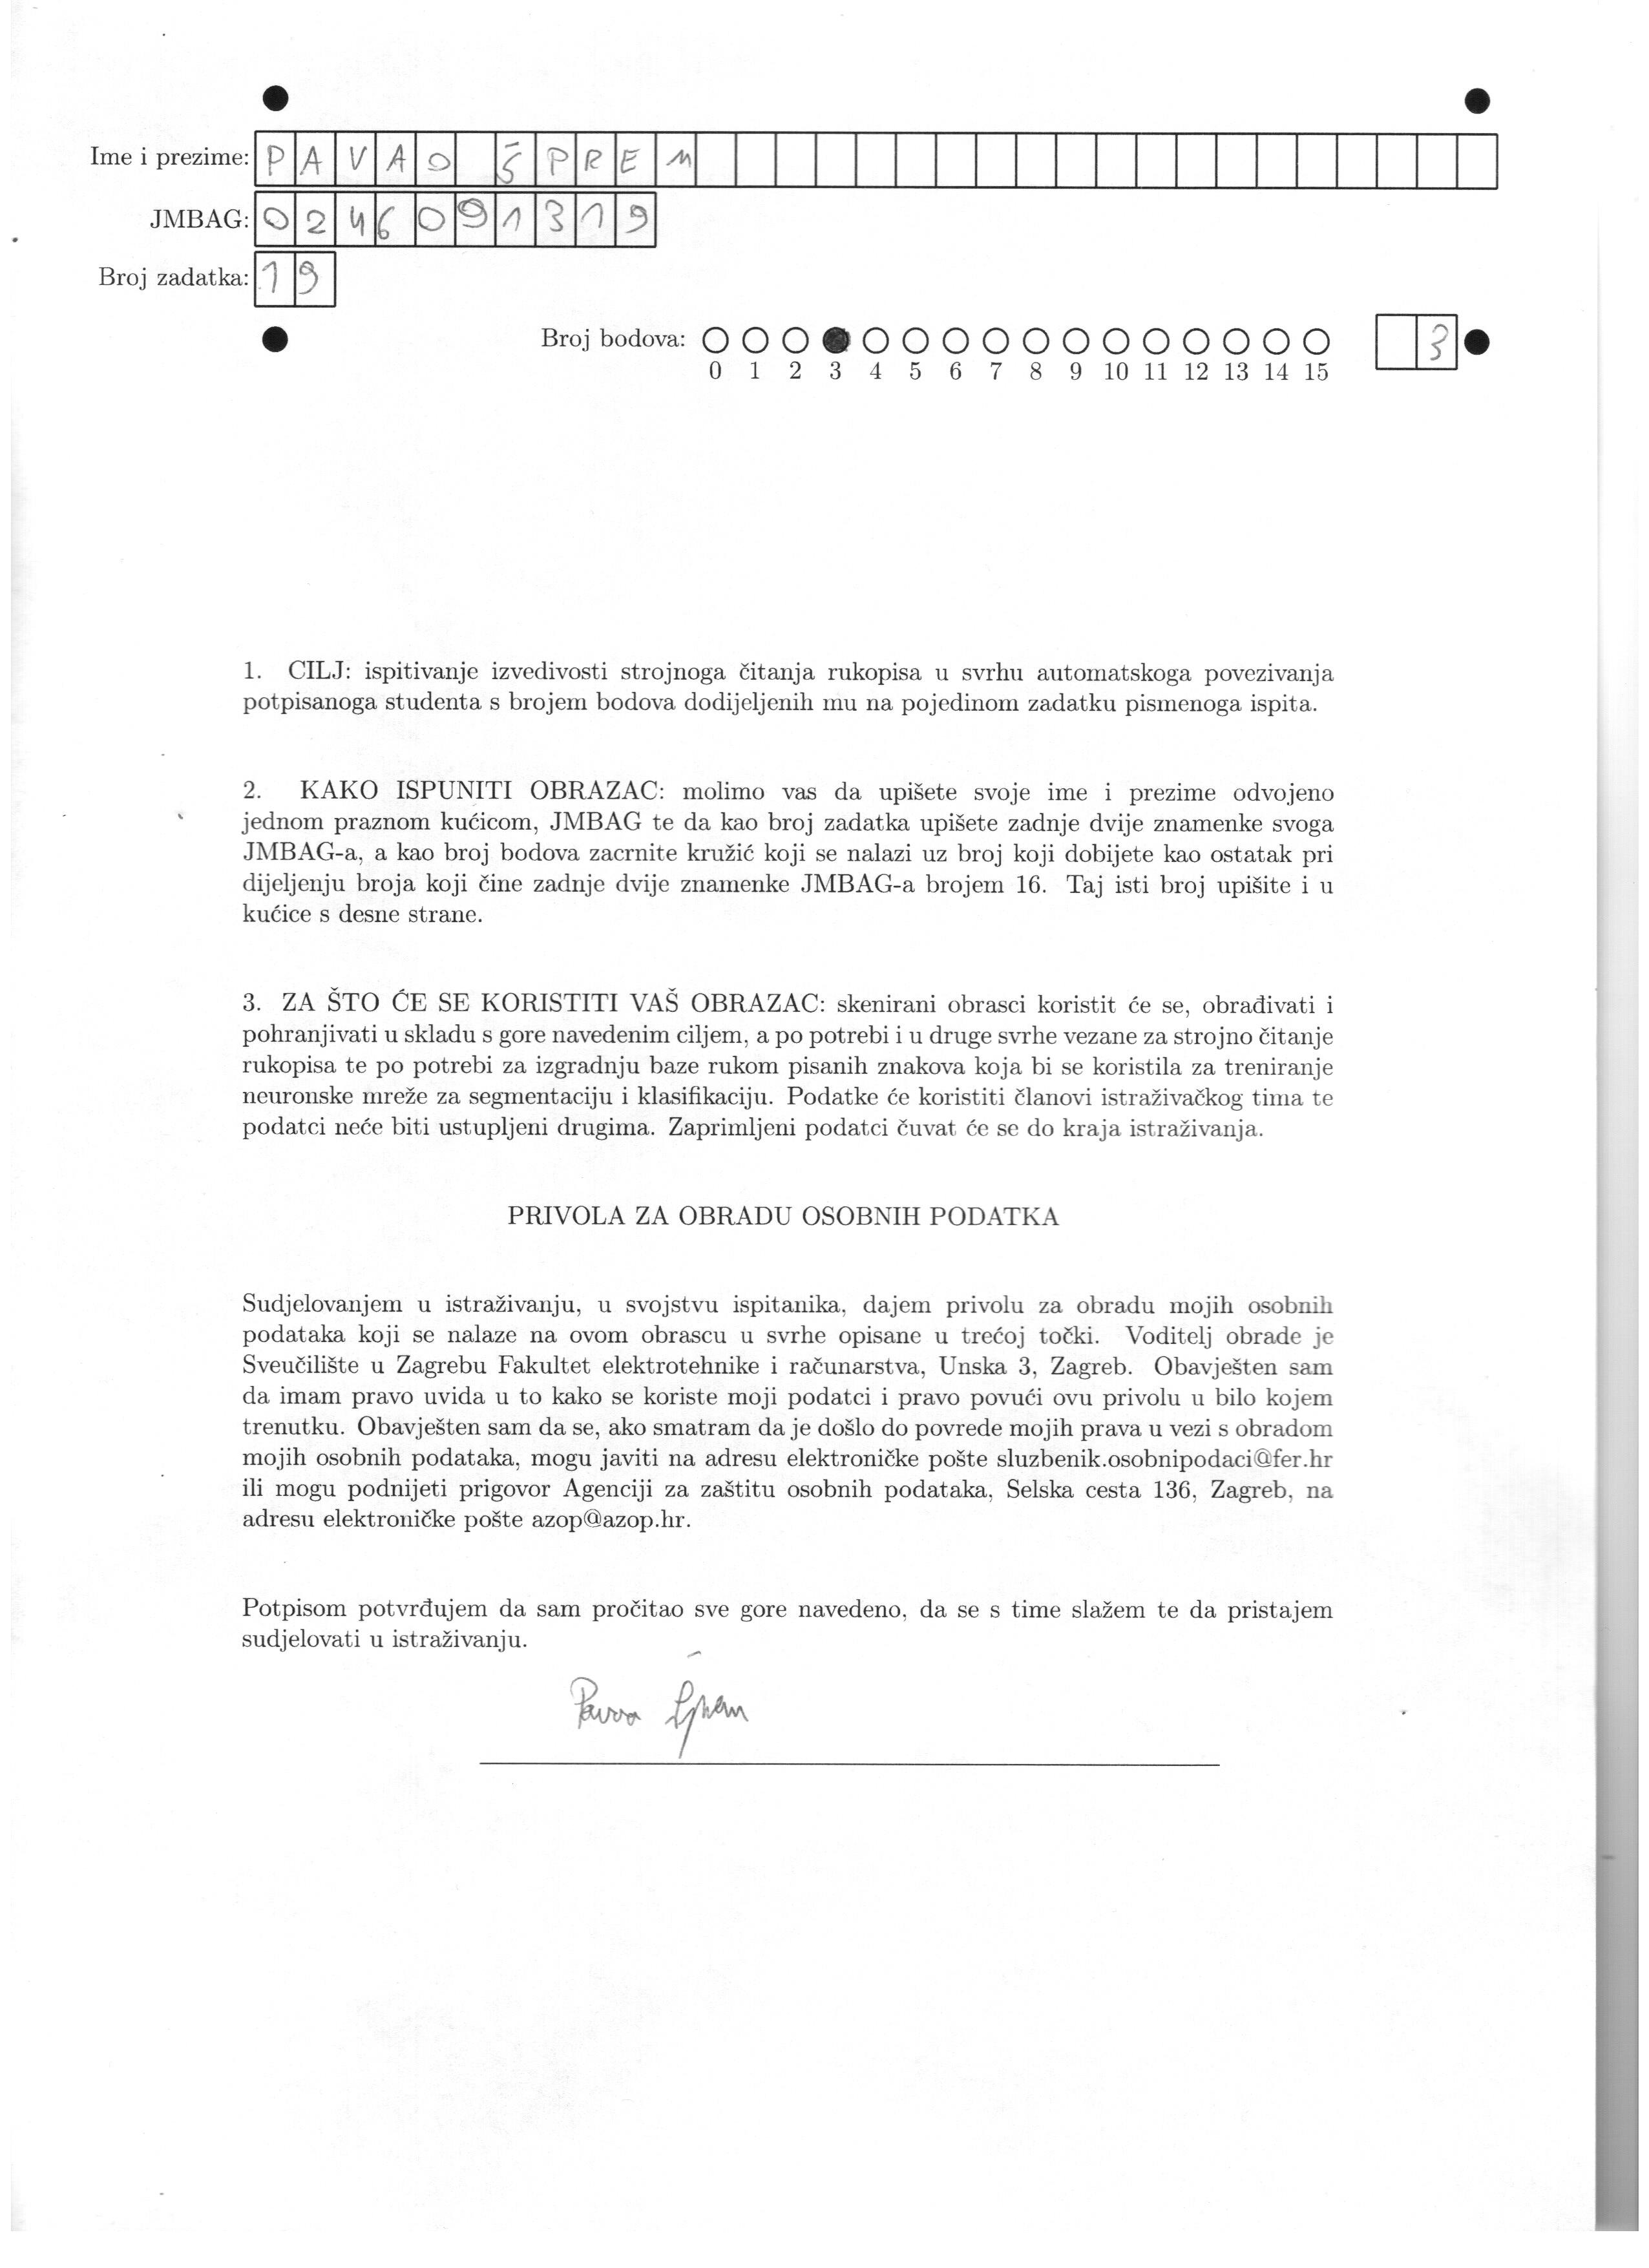 Ime i prezime: PAVAO ŠPREM
JMBAG: 0246091319
Broj zadatka: 19
Broj bodova: 3
0 1 2 3 4 5 6 7 8 9 10 11 12 13 14 15
1. CILJ: ispitivanje izvedivosti strojnoga čitanja rukopisa u svrhu automatskoga povezivanja
potpisanoga studenta s brojem bodova dodijeljenih mu na pojedinom zadatku pismenoga ispita.
2. KAKO ISPUNITI OBRAZAC: molimo vas da upišete svoje ime i prezime odvojeno
jednom praznom kućicom, JMBAG te da kao broj zadatka upišete zadnje dvije znamenke svoga
JMBAG-a, a kao broj bodova zacrnite kružić koji se nalazi uz broj koji dobijete kao ostatak pri
dijeljenju broja koji čine zadnje dvije znamenke JMBAG-a brojem 16. Taj isti broj upišite i u
kućice s desne strane.
3. ZA ŠTO ĆE SE KORISTITI VAŠ OBRAZAC: skenirani obrasci koristit će se, obrađivati i
pohranjivati u skladu s gore navedenim ciljem, a po potrebi i u druge svrhe vezane za strojno čitanje
rukopisa te po potrebi za izgradnju baze rukom pisanih znakova koja bi se koristila za treniranje
neuronske mreže za segmentaciju i klasifikaciju. Podatke će koristiti članovi istraživačkog tima te
podatci neće biti ustupljeni drugima. Zaprimljeni podatci čuvat će se do kraja istraživanja.
PRIVOLA ZA OBRADU OSOBNIH PODATKA
Sudjelovanjem u istraživanju, u svojstvu ispitanika, dajem privolu za obradu mojih osobnih
podataka koji se nalaze na ovom obrascu u svrhe opisane u trećoj točki. Voditelj obrade je
Sveučilište u Zagrebu Fakultet elektrotehnike i računarstva, Unska 3, Zagreb. Obavješten sam
da imam pravo uvida u to kako se koriste moji podatci i pravo povući ovu privolu u bilo kojem
trenutku. Obavješten sam da se, ako smatram da je došlo do povrede mojih prava u vezi s obradom
mojih osobnih podataka, mogu javiti na adresu elektroničke pošte sluzbenik.osobnipodaci@fer.hr
ili mogu podnijeti prigovor Agenciji za zaštitu osobnih podataka, Selska cesta 136, Zagreb, na
adresu elektroničke pošte azop@azop.hr.
Potpisom potvrđujem da sam pročitao sve gore navedeno, da se s time slažem te da pristajem
sudjelovati u istraživanju.
Pavao Šprem